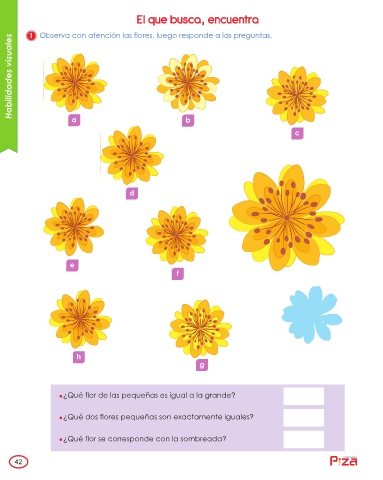 El que busca, encuentra
1 Observa con atención las flores, luego responde a las preguntas.
Habilidades visuales
a
b
c
d
e
f
h
g
•¿Qué flor de las pequeñas es igual a la grande?
•¿Qué dos flores pequeñas son exactamente iguales?
•¿Qué flor se corresponde con la sombreada?
42
Piza